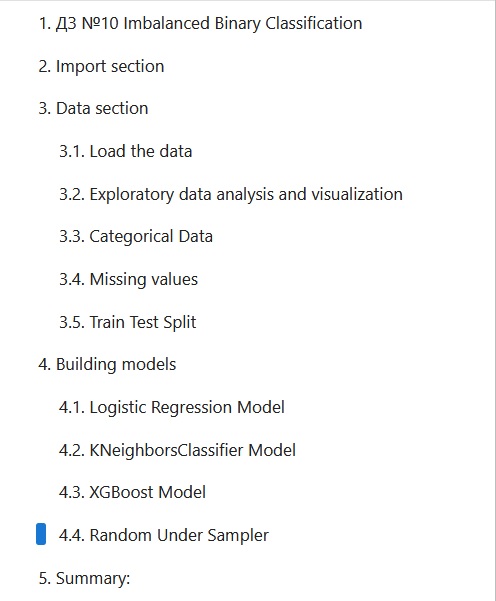 1. ДЗ №10 Imbalanced Binary Classification
2. Import section
3. Data section
3.1. Load the data
3.2. Exploratory data analysis and visualization
3.3. Categorical Data
3.4. Missing values
3.5. Train Test Split
4. Building models
4.1. Logistic Regression Model
4.2. KNeighborsClassifier Model
4.3. XGBoost Model
4.4. Random Under Sampler
5. Summary: